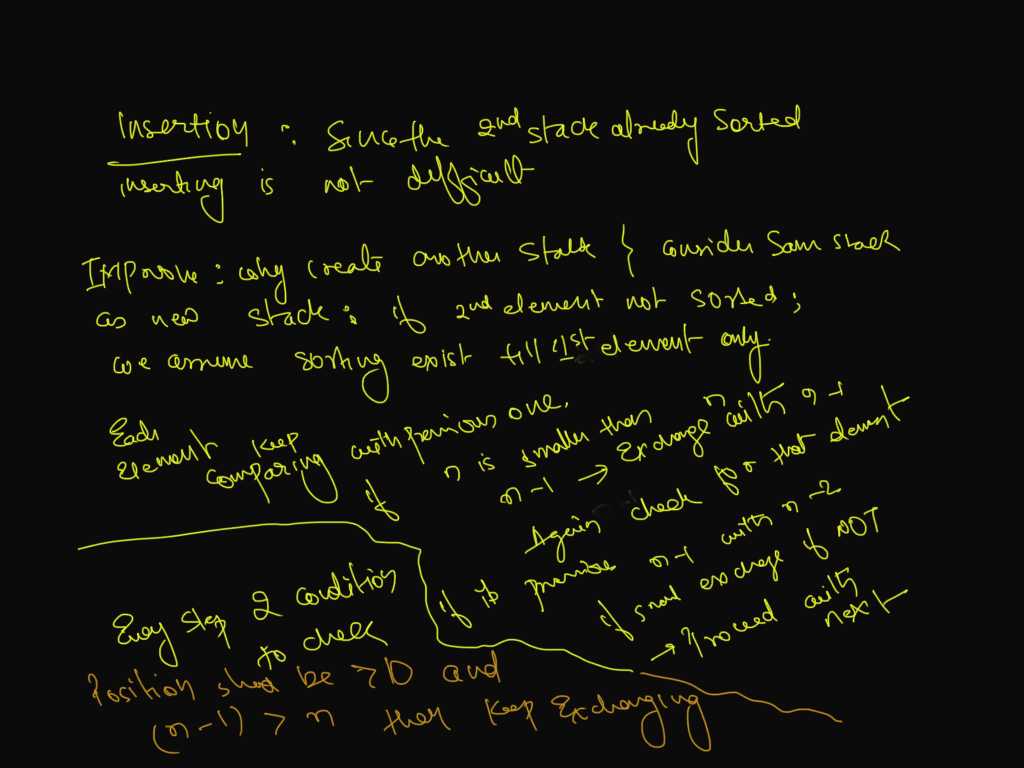 Insertion : Since the 2nd stack already sorted
inserting is not difficult
Improve : why create another stack } consider Same stack
as new stack : if 2nd element not sorted ;
we assume sorting exist till 1st element only.
Each
Element keep
comparing with previous one.
if n is smaller than
n-1 → Exchange n with n-1
Again check for that element
if it previous n-1 with n-2
if small exchange if NOT
→ Proceed with
next
Every step 2 condition
to check
Position should be >0 and
(n-1) > n then keep Exchanging